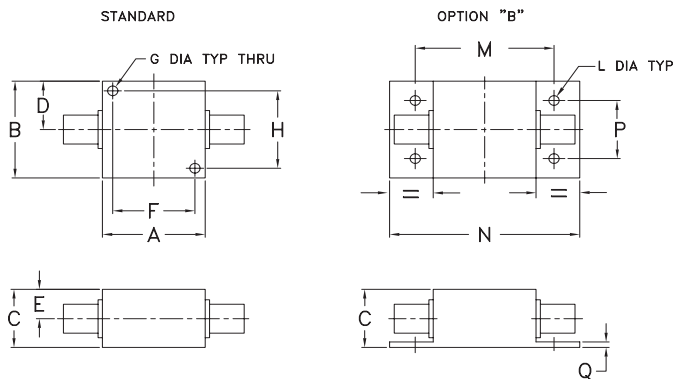 STANDARD
OPTION "B"
G DIA TYP THRU
M
L DIA TYP
D
B
H
P
F
A
=
=
N
E
C
C
Q